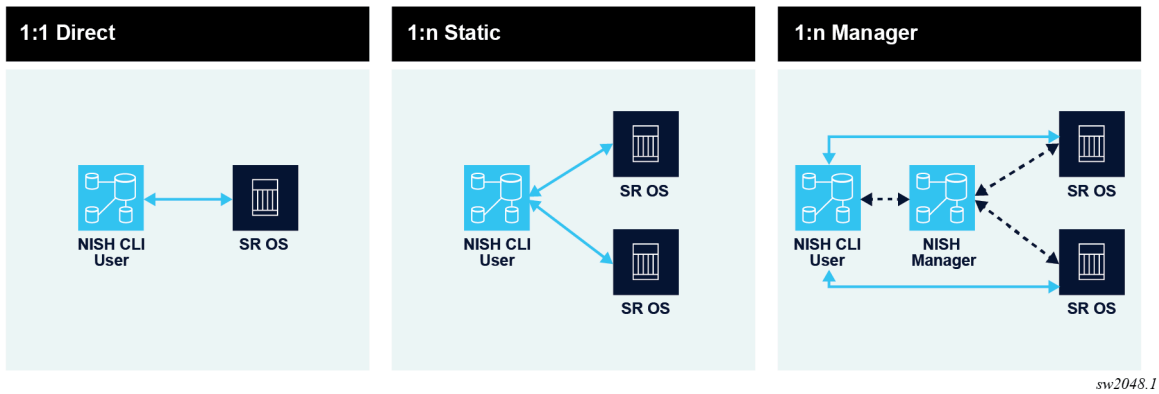 1:1 Direct
NISH CLI
User
SR OS
1:n Static
NISH CLI
User
SR OS
SR OS
1:n Manager
NISH CLI
User
NISH
Manager
SR OS
SR OS
sw2048.1